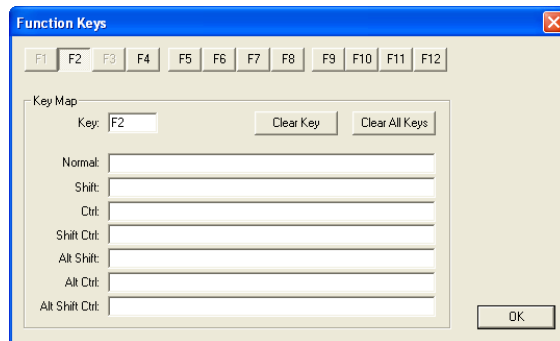 Function Keys
F1 F2 F3 F4 F5 F6 F7 F8 F9 F10 F11 F12
Key Map
Key: F2 Clear Key Clear All Keys
Normal:
Shift:
Ctrl:
Shift Ctrl:
Alt Shift:
Alt Ctrl:
Alt Shift Ctrl:
OK